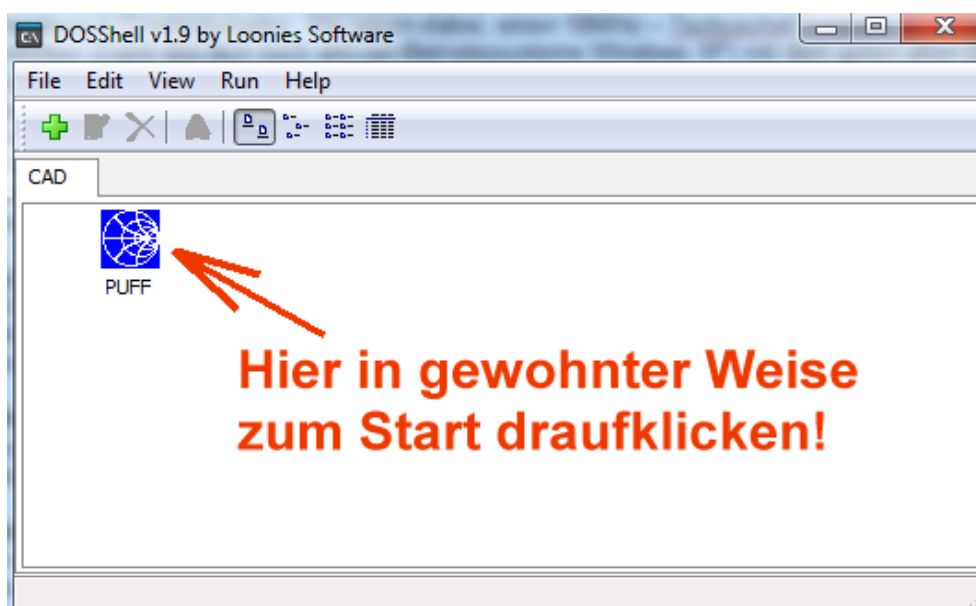 DOSShell v1.9 by Loonies Software
File Edit View Run Help
CAD
PUFF
Hier in gewohnter Weise
zum Start draufklicken!